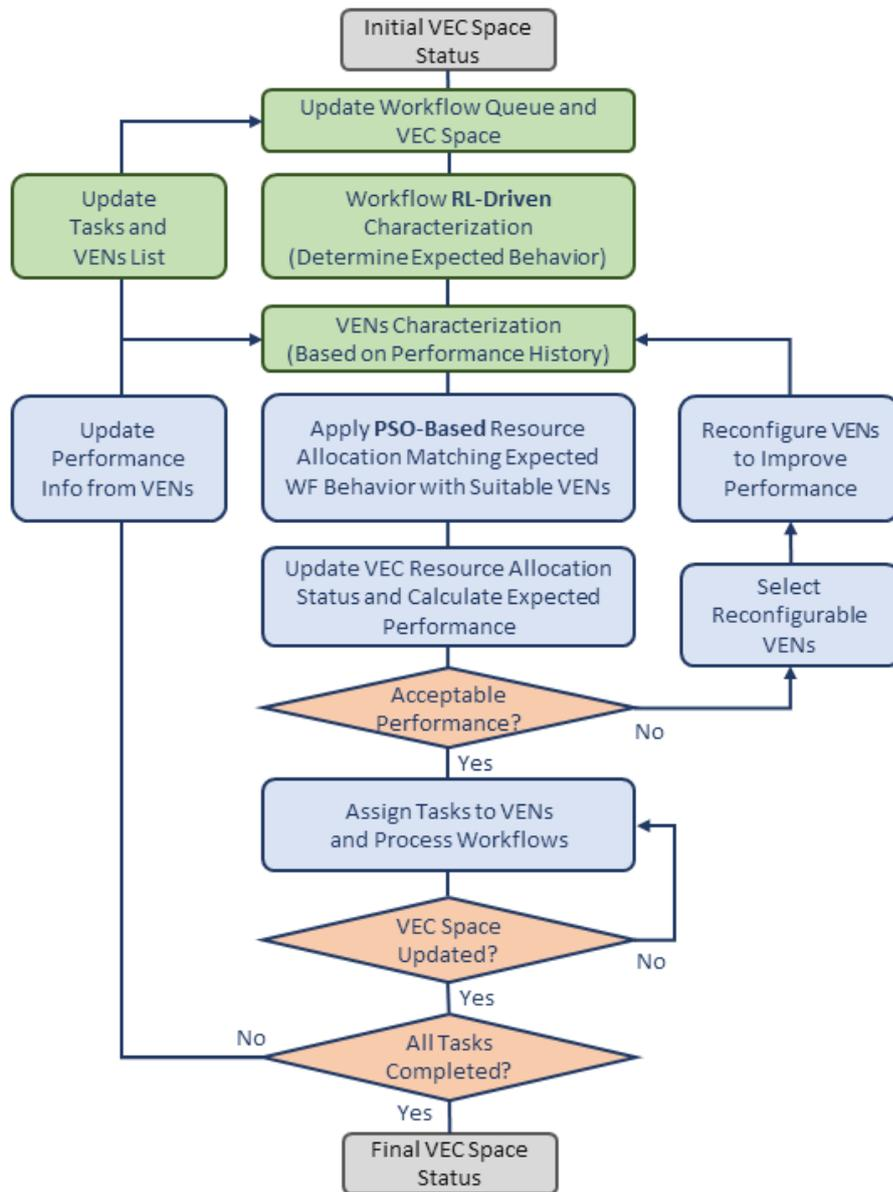 Initial VEC Space
Status
Update Workflow Queue and
VEC Space
Update
Tasks and
VENs List
Workflow RL-Driven
Characterization
(Determine Expected Behavior)
VENs Characterization
(Based on Performance History)
Update
Performance
Info from VENs
Apply PSO-Based Resource
Allocation Matching Expected
WF Behavior with Suitable VENs
Reconfigure VENs
to Improve
Performance
Update VEC Resource Allocation
Status and Calculate Expected
Performance
Select
Reconfigurable
VENs
Acceptable
Performance?
No
Yes
Assign Tasks to VENs
and Process Workflows
VEC Space
Updated?
No
Yes
No
All Tasks
Completed?
Yes
Final VEC Space
Status